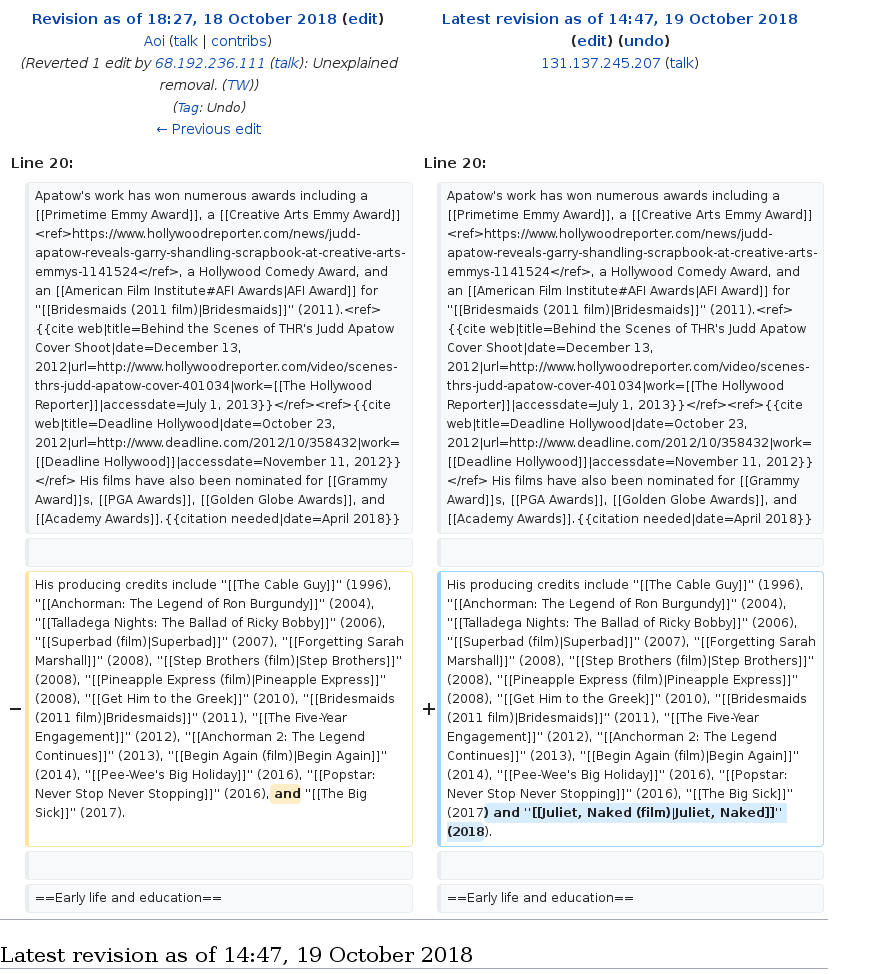 Revision as of 18:27, 18 October 2018 (edit)
Aoi (talk | contribs)
(Reverted 1 edit by 68.192.236.111 (talk): Unexplained
removal. (TW))
(Tag: Undo)
← Previous edit
Latest revision as of 14:47, 19 October 2018
(edit) (undo)
131.137.245.207 (talk)
Line 20:
Apatow's work has won numerous awards including a
[[Primetime Emmy Award]], a [[Creative Arts Emmy Award]]
<ref>https://www.hollywoodreporter.com/news/judd-
apatow-reveals-garry-shandling-scrapbook-at-creative-arts-
emmys-1141524</ref>, a Hollywood Comedy Award, and
an [[American Film Institute#AFI Awards|AFI Award]] for
''[[Bridesmaids (2011 film)|Bridesmaids]]'' (2011).<ref>
{{cite web|title=Behind the Scenes of THR's Judd Apatow
Cover Shoot|date=December 13,
2012|url=http://www.hollywoodreporter.com/video/scenes-
thrs-judd-apatow-cover-401034|work=[[The Hollywood
Reporter]]|accessdate=July 1, 2013}}</ref><ref>{{cite
web|title=Deadline Hollywood|date=October 23,
2012|url=http://www.deadline.com/2012/10/358432|work=
[[Deadline Hollywood]]|accessdate=November 11, 2012}}
</ref> His films have also been nominated for [[Grammy
Award]]s, [[PGA Awards]], [[Golden Globe Awards]], and
[[Academy Awards]].{{citation needed|date=April 2018}}
−
His producing credits include ''[[The Cable Guy]]'' (1996),
''[[Anchorman: The Legend of Ron Burgundy]]'' (2004),
''[[Talladega Nights: The Ballad of Ricky Bobby]]'' (2006),
''[[Superbad (film)|Superbad]]'' (2007), ''[[Forgetting Sarah
Marshall]]'' (2008), ''[[Step Brothers (film)|Step Brothers]]''
(2008), ''[[Pineapple Express (film)|Pineapple Express]]''
(2008), ''[[Get Him to the Greek]]'' (2010), ''[[Bridesmaids
(2011 film)|Bridesmaids]]'' (2011), ''[[The Five-Year
Engagement]]'' (2012), ''[[Anchorman 2: The Legend
Continues]]'' (2013), ''[[Begin Again (film)|Begin Again]]''
(2014), ''[[Pee-Wee's Big Holiday]]'' (2016), ''[[Popstar:
Never Stop Never Stopping]]'' (2016), and ''[[The Big
Sick]]'' (2017).
==Early life and education==
Line 20:
Apatow's work has won numerous awards including a
[[Primetime Emmy Award]], a [[Creative Arts Emmy Award]]
<ref>https://www.hollywoodreporter.com/news/judd-
apatow-reveals-garry-shandling-scrapbook-at-creative-arts-
emmys-1141524</ref>, a Hollywood Comedy Award, and
an [[American Film Institute#AFI Awards|AFI Award]] for
''[[Bridesmaids (2011 film)|Bridesmaids]]'' (2011).<ref>
{{cite web|title=Behind the Scenes of THR's Judd Apatow
Cover Shoot|date=December 13,
2012|url=http://www.hollywoodreporter.com/video/scenes-
thrs-judd-apatow-cover-401034|work=[[The Hollywood
Reporter]]|accessdate=July 1, 2013}}</ref><ref>{{cite
web|title=Deadline Hollywood|date=October 23,
2012|url=http://www.deadline.com/2012/10/358432|work=
[[Deadline Hollywood]]|accessdate=November 11, 2012}}
</ref> His films have also been nominated for [[Grammy
Award]]s, [[PGA Awards]], [[Golden Globe Awards]], and
[[Academy Awards]].{{citation needed|date=April 2018}}
+
His producing credits include ''[[The Cable Guy]]'' (1996),
''[[Anchorman: The Legend of Ron Burgundy]]'' (2004),
''[[Talladega Nights: The Ballad of Ricky Bobby]]'' (2006),
''[[Superbad (film)|Superbad]]'' (2007), ''[[Forgetting Sarah
Marshall]]'' (2008), ''[[Step Brothers (film)|Step Brothers]]''
(2008), ''[[Pineapple Express (film)|Pineapple Express]]''
(2008), ''[[Get Him to the Greek]]'' (2010), ''[[Bridesmaids
(2011 film)|Bridesmaids]]'' (2011), ''[[The Five-Year
Engagement]]'' (2012), ''[[Anchorman 2: The Legend
Continues]]'' (2013), ''[[Begin Again (film)|Begin Again]]''
(2014), ''[[Pee-Wee's Big Holiday]]'' (2016), ''[[Popstar:
Never Stop Never Stopping]]'' (2016), ''[[The Big Sick]]''
(2017) and ''[[Juliet, Naked (film)|Juliet, Naked]]''
(2018).
==Early life and education==
Latest revision as of 14:47, 19 October 2018